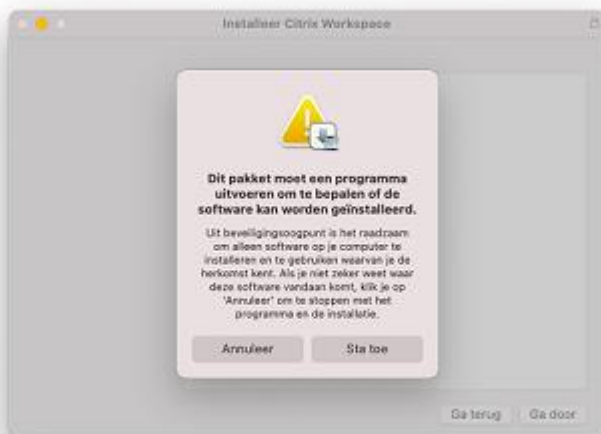 Installeer Citrix Workspace
Dit pakket moet een programma
uitvoeren om te bepalen of de
software kan worden geïnstalleerd.
Uit beveiligingsoogpunt is het raadzaam
om alleen software op je computer te
installeren en te gebruiken waarvan je de
herkomst kent. Als je niet zeker weet waar
deze software vandaan komt, klik je op
'Annuleer' om te stoppen met het
programma en de installatie.
Annuleer Sta toe
Ga terug Ga door